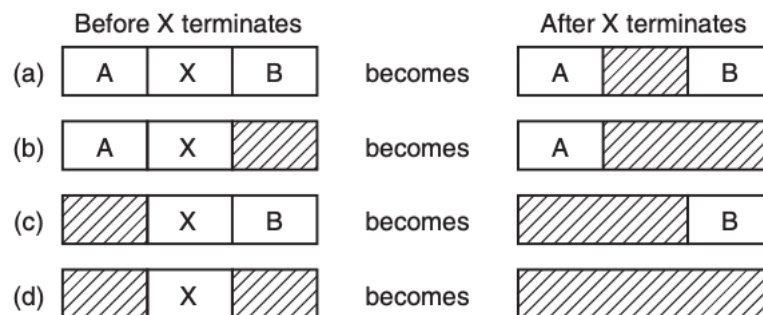 Before X terminates After X terminates
(a) A X B becomes A B
(b) A X becomes A
(c) X B becomes B
(d) X becomes